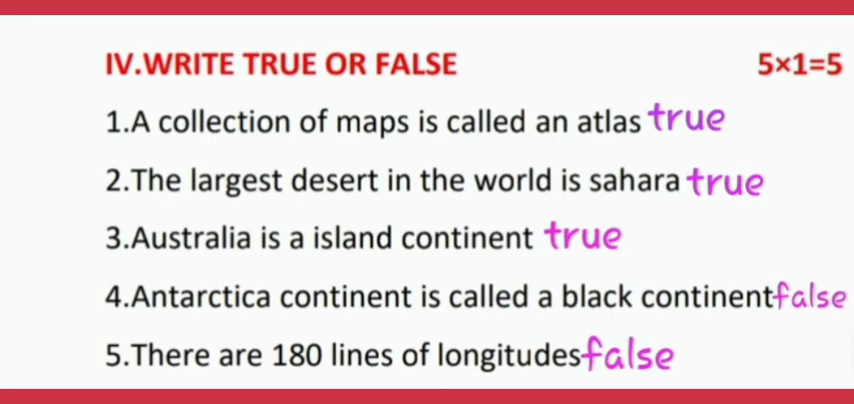 IV.WRITE TRUE OR FALSE 5×1=5
1.A collection of maps is called an atlas true
2.The largest desert in the world is sahara true
3.Australia is a island continent true
4.Antarctica continent is called a black continent false
5.There are 180 lines of longitudes false